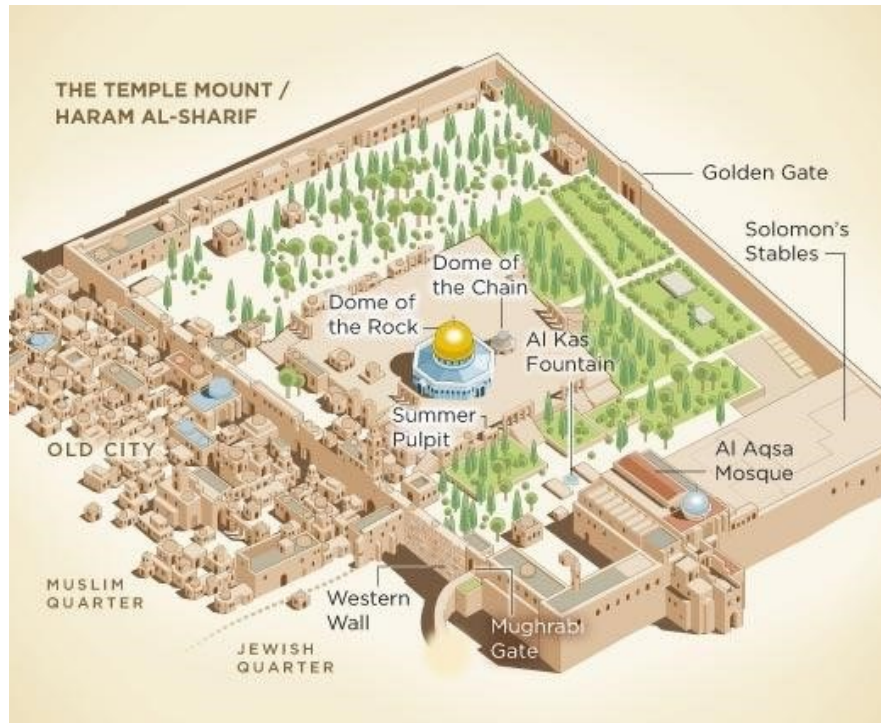 THE TEMPLE MOUNT /
HARAM AL-SHARIF
Golden Gate
Solomon's
Stables
Dome of
the Chain
Dome of
the Rock
Al Kas
Fountain
Summer
Pulpit
OLD CITY
Al Aqsa
Mosque
MUSLIM
QUARTER
Western
Wall
Mughrabi
Gate
JEWISH
QUARTER